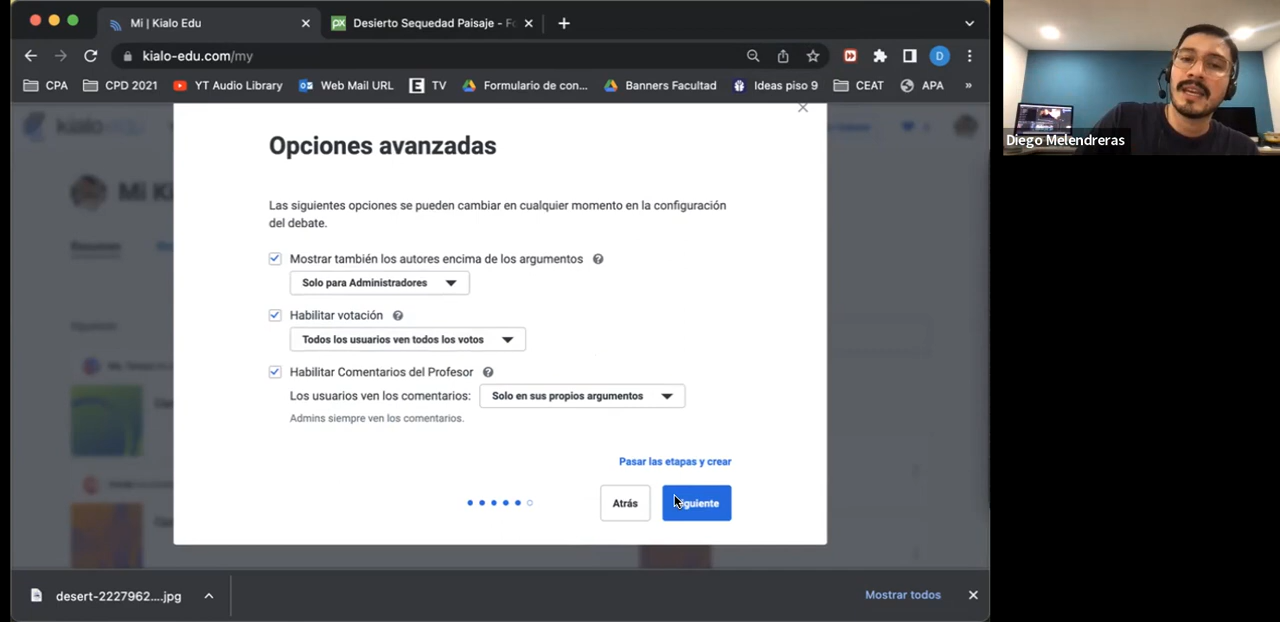 Mi | Kialo Edu
Desierto Sequedad Paisaje - Fo
kialo-edu.com/my
CPA
CPD 2021
YT Audio Library
Web Mail URL
TV
Formulario de con...
Banners Facultad
Ideas piso 9
CEAT
APA
»
D
kialo edu
Mi Ki
Opciones avanzadas
Las siguientes opciones se pueden cambiar en cualquier momento en la configuración
del debate.
Mostrar también los autores encima de los argumentos
Solo para Administradores
Habilitar votación
Todos los usuarios ven todos los votos
Habilitar Comentarios del Profesor
Los usuarios ven los comentarios:
Solo en sus propios argumentos
Admins siempre ven los comentarios.
Pasar las etapas y crear
Atrás
Siguiente
desert-2227962....jpg
Mostrar todos
Diego Melendreras